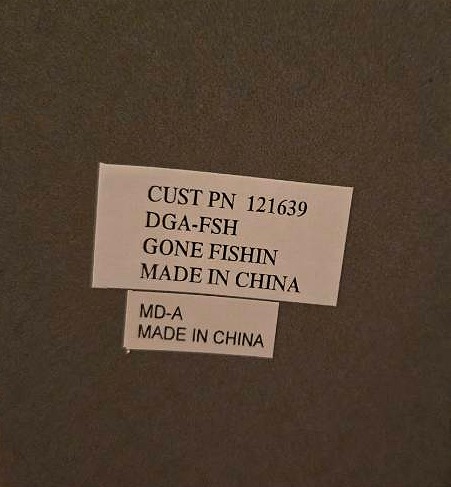 CUST PN 121639
DGA-FSH
GONE FISHIN
MADE IN CHINA
MD-A
MADE IN CHINA